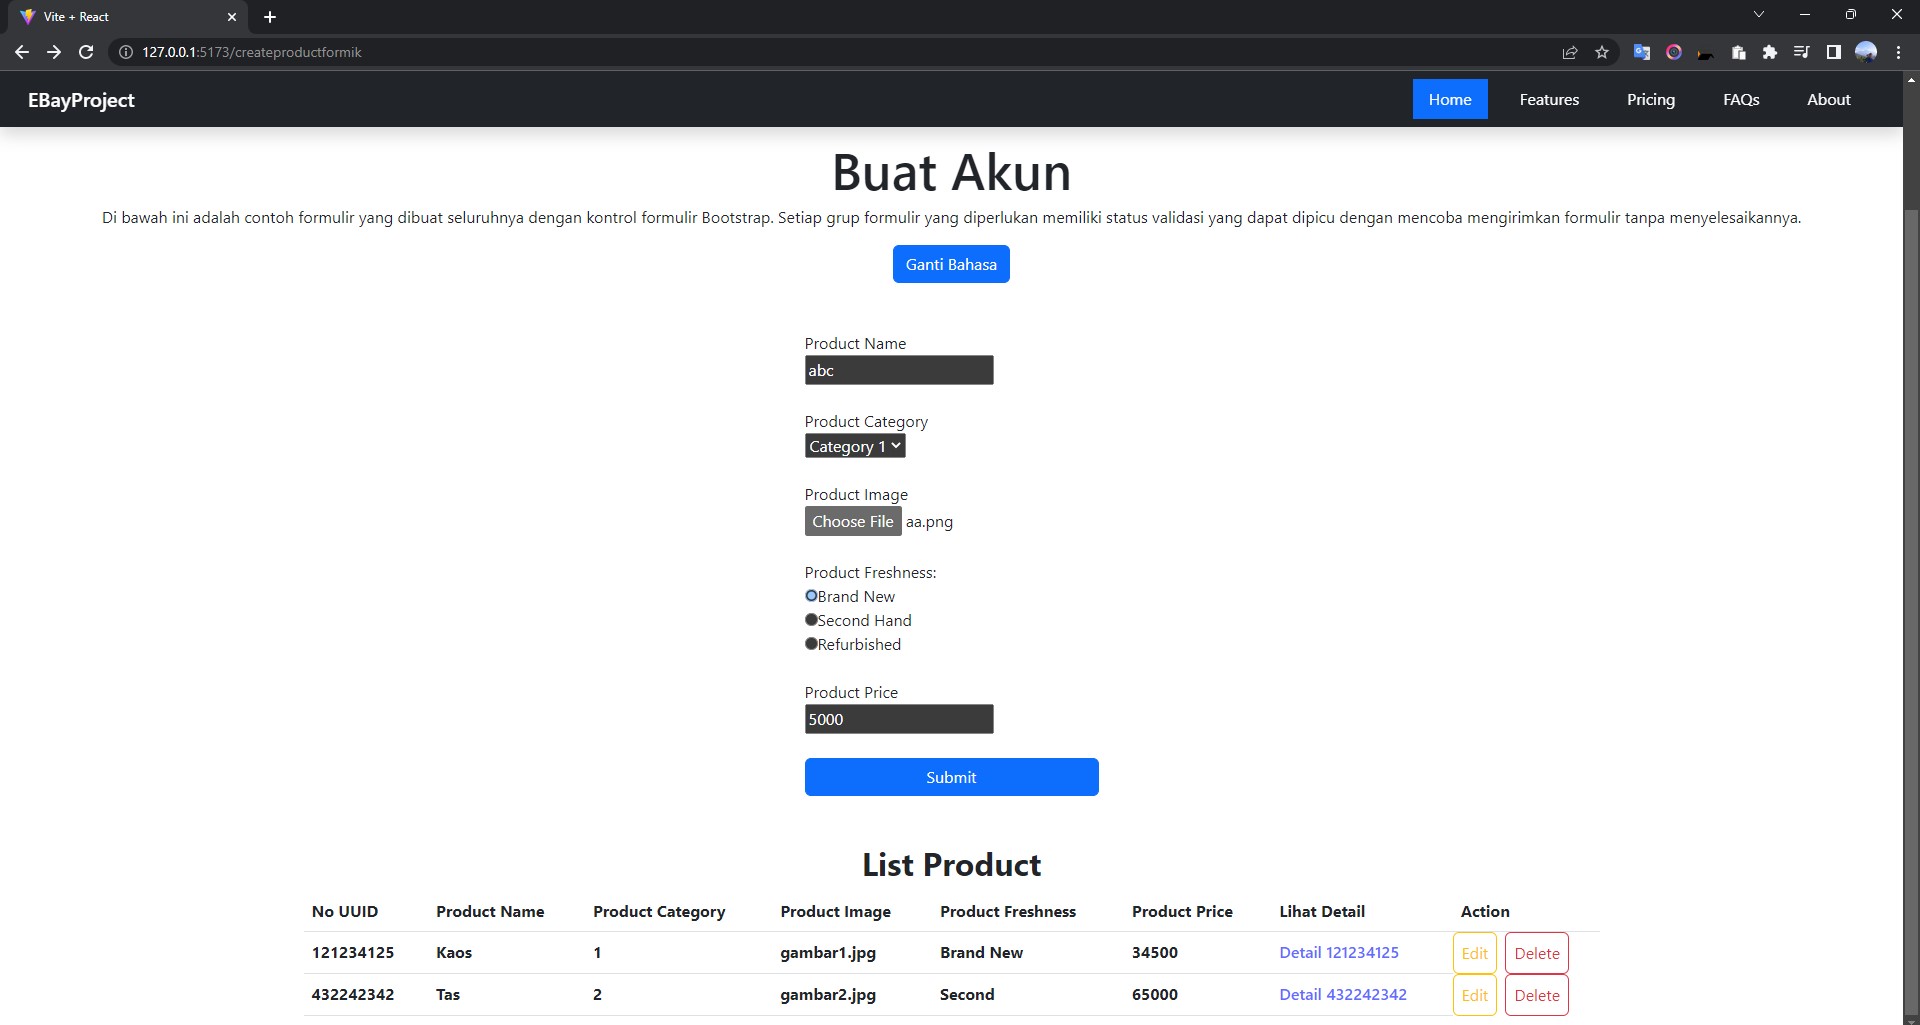 Vite + React
127.0.0.1:5173/createproductformik
EBayProject
Home Features Pricing FAQs About
Buat Akun
Di bawah ini adalah contoh formulir yang dibuat seluruhnya dengan kontrol formulir Bootstrap. Setiap grup formulir yang diperlukan memiliki status validasi yang dapat dipicu dengan mencoba mengirimkan formulir tanpa menyelesaikannya.
Ganti Bahasa
Product Name
abc
Product Category
Category 1
Product Image
Choose File aa.png
Product Freshness:
Brand New
Second Hand
Refurbished
Product Price
5000
Submit
List Product
No UUID Product Name Product Category Product Image Product Freshness Product Price Lihat Detail Action
121234125 Kaos 1 gambar1.jpg Brand New 34500 Detail 121234125 Edit Delete
432242342 Tas 2 gambar2.jpg Second 65000 Detail 432242342 Edit Delete